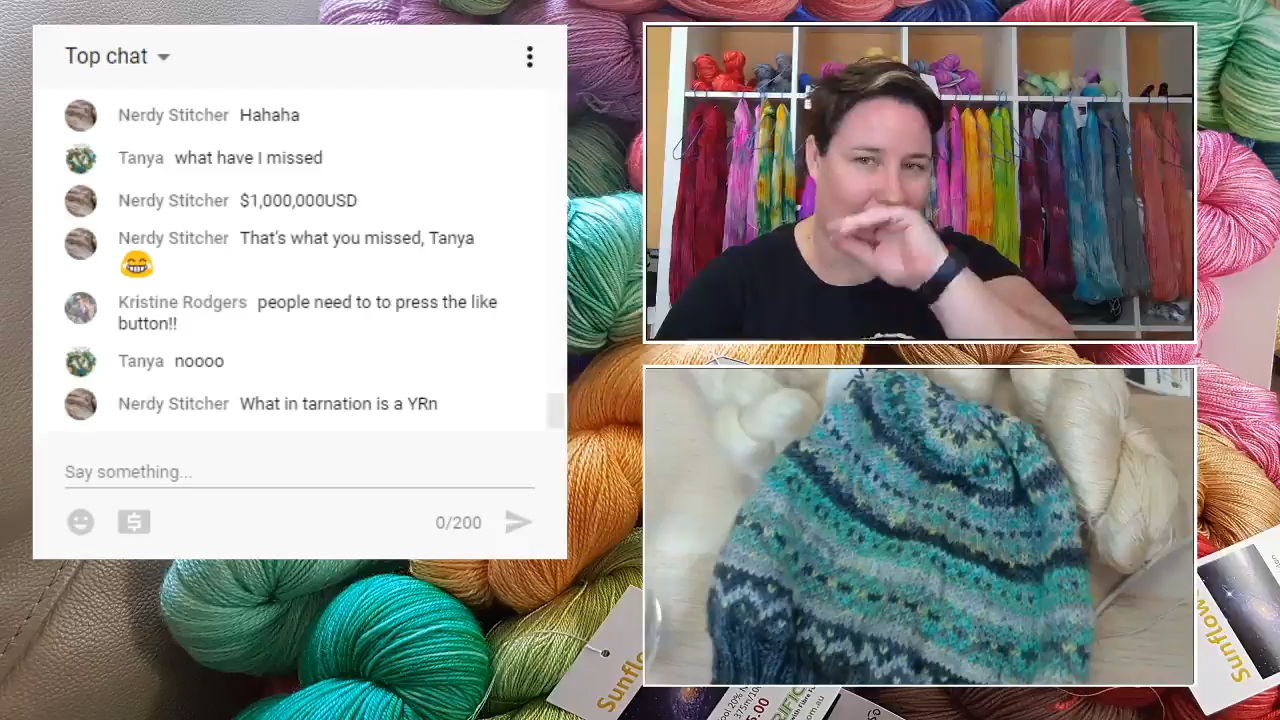 Top chat
Nerdy Stitcher Hahaha
Tanya what have I missed
Nerdy Stitcher $1,000,000USD
Nerdy Stitcher That's what you missed, Tanya
😂
Kristine Rodgers people need to to press the like
button!!
Tanya noooo
Nerdy Stitcher What in tarnation is a YRn
Say something...
0/200
Sunflow
Sunflo
375m/10